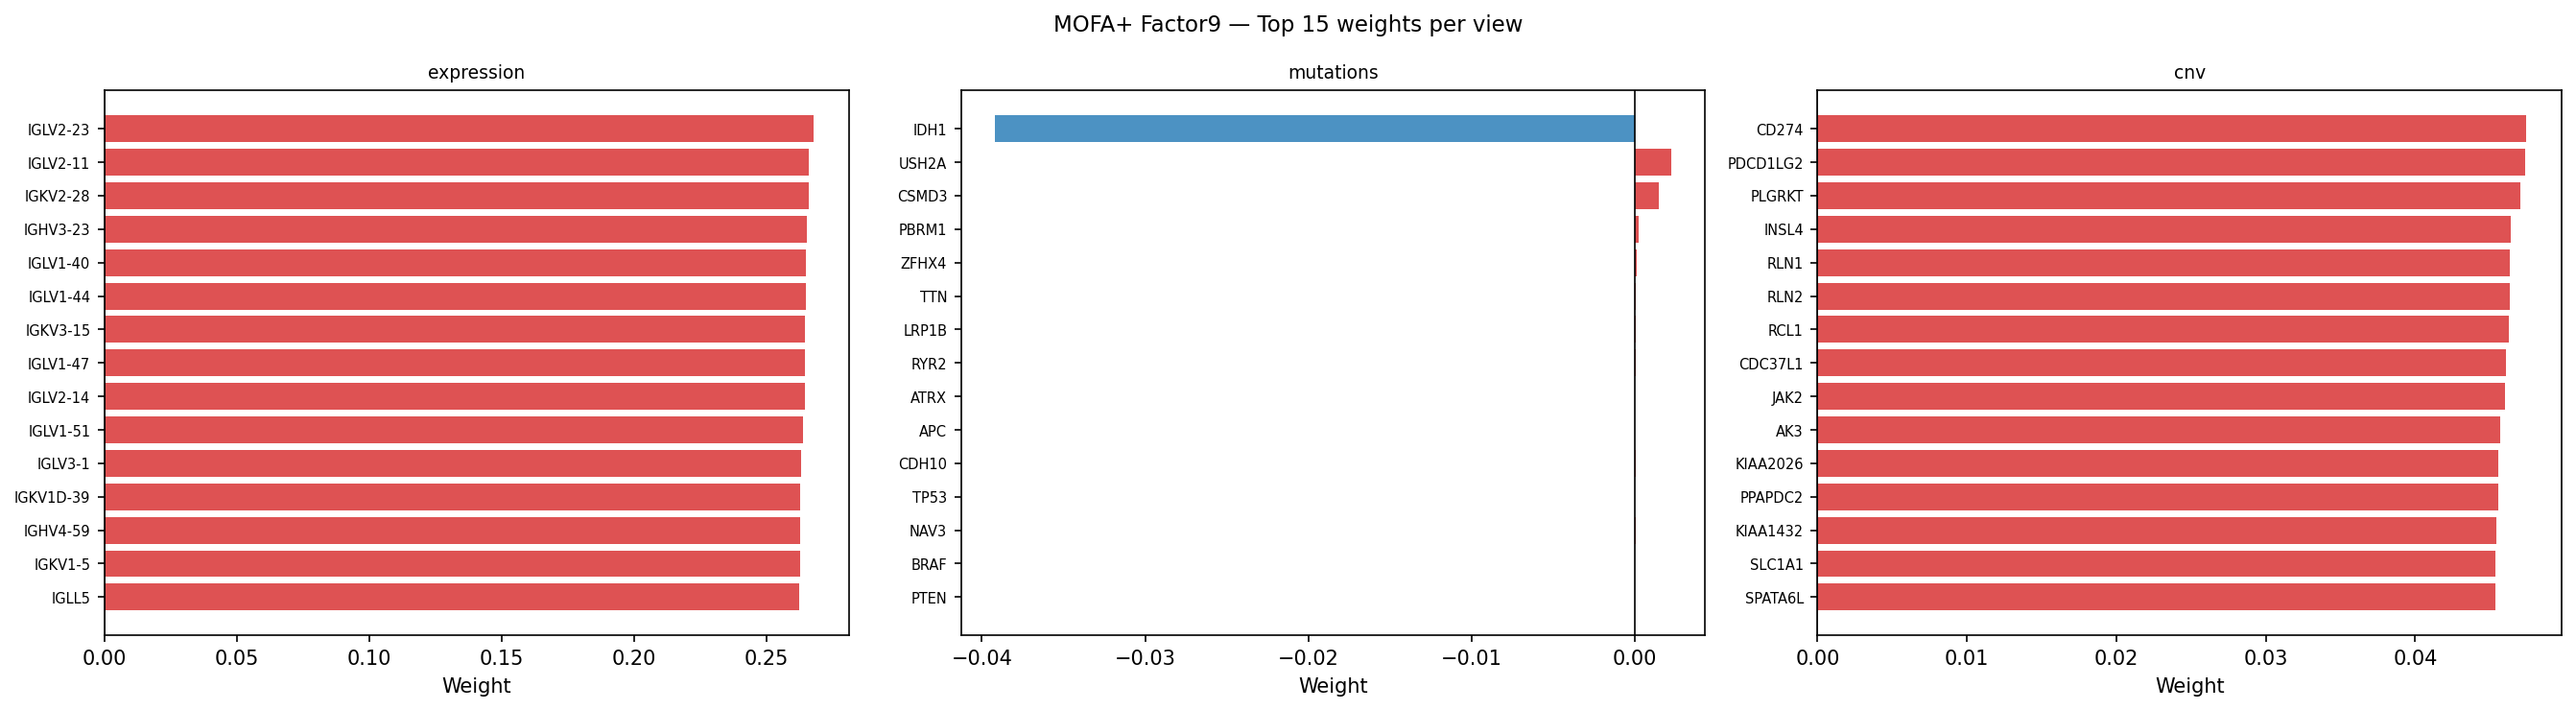 MOFA+ Factor9 — Top 15 weights per view
expression
IGLV2-23
IGLV2-11
IGKV2-28
IGHV3-23
IGLV1-40
IGLV1-44
IGKV3-15
IGLV1-47
IGLV2-14
IGLV1-51
IGLV3-1
IGKV1D-39
IGHV4-59
IGKV1-5
IGLL5
0.00 0.05 0.10 0.15 0.20 0.25
Weight
mutations
IDH1
USH2A
CSMD3
PBRM1
ZFHX4
TTN
LRP1B
RYR2
ATRX
APC
CDH10
TP53
NAV3
BRAF
PTEN
−0.04 −0.03 −0.02 −0.01 0.00
Weight
cnv
CD274
PDCD1LG2
PLGRKT
INSL4
RLN1
RLN2
RCL1
CDC37L1
JAK2
AK3
KIAA2026
PPAPDC2
KIAA1432
SLC1A1
SPATA6L
0.00 0.01 0.02 0.03 0.04
Weight